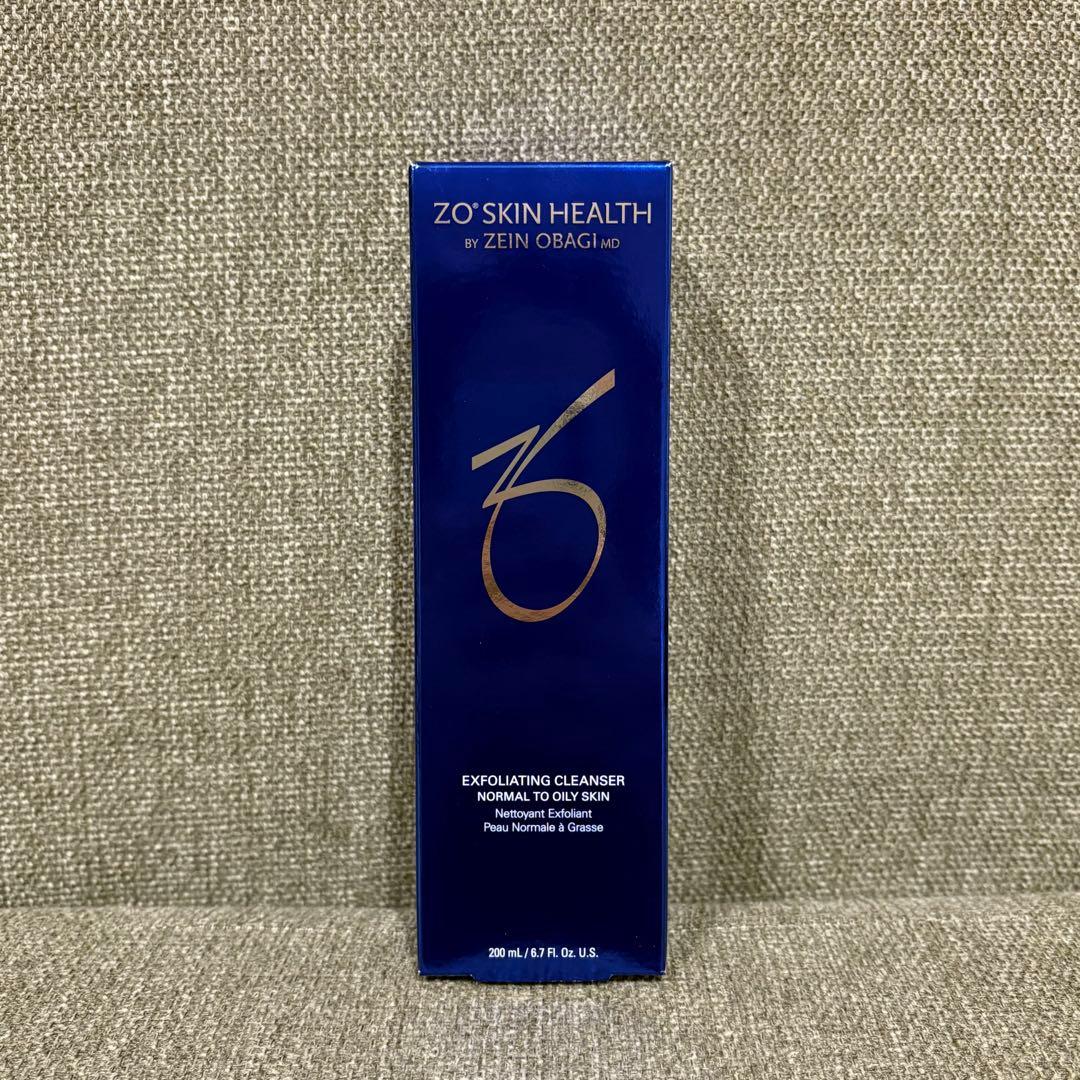 ZO® SKIN HEALTH
BY ZEIN OBAGI MD
ZO
EXFOLIATING CLEANSER
NORMAL TO OILY SKIN
Nettoyant Exfoliant
Peau Normale à Grasse
200 mL / 6.7 Fl. Oz. U.S.